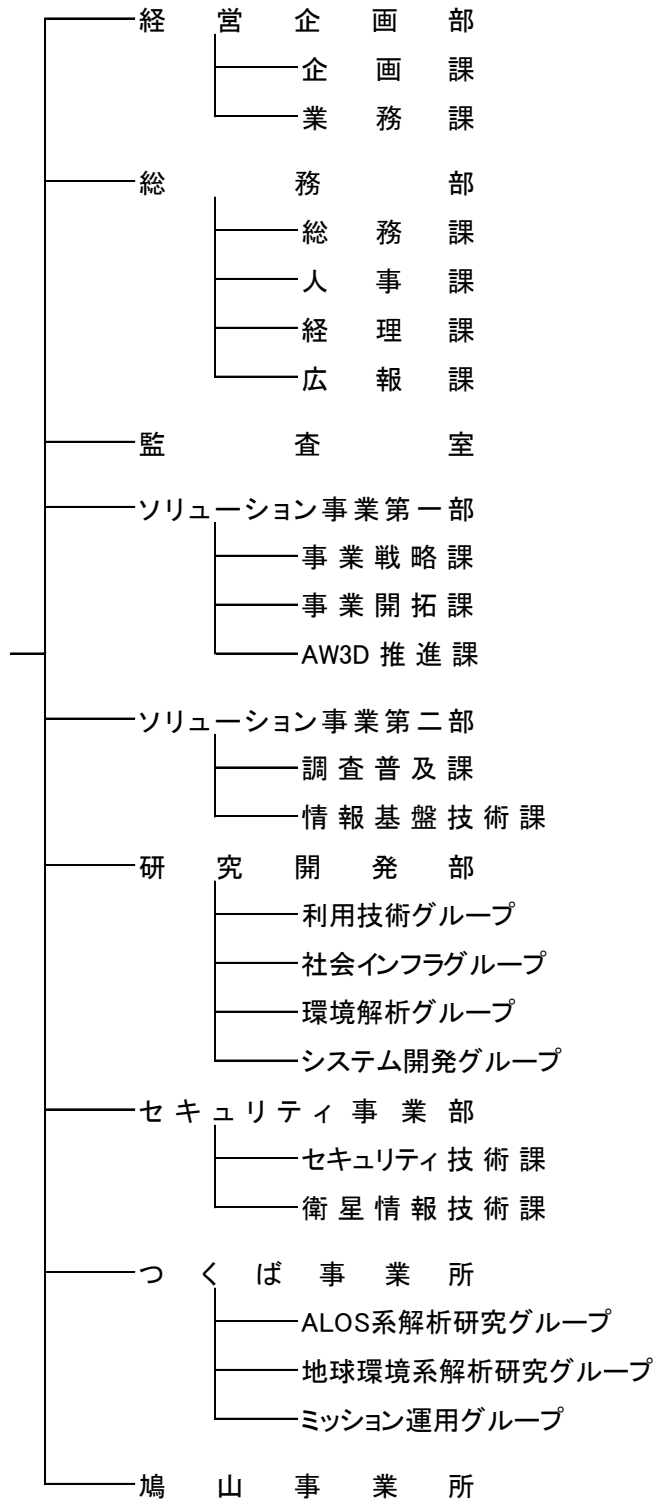 経営企画部
企画課
業務課
総務部
総務課
人事課
経理課
広報課
監査室
ソリューション事業第一部
事業戦略課
事業開拓課
AW3D 推進課
ソリューション事業第二部
調査普及課
情報基盤技術課
研究開発部
利用技術グループ
社会インフラグループ
環境解析グループ
システム開発グループ
セキュリティ事業部
セキュリティ技術課
衛星情報技術課
つくば事業所
ALOS系解析研究グループ
地球環境系解析研究グループ
ミッション運用グループ
鳩山事業所